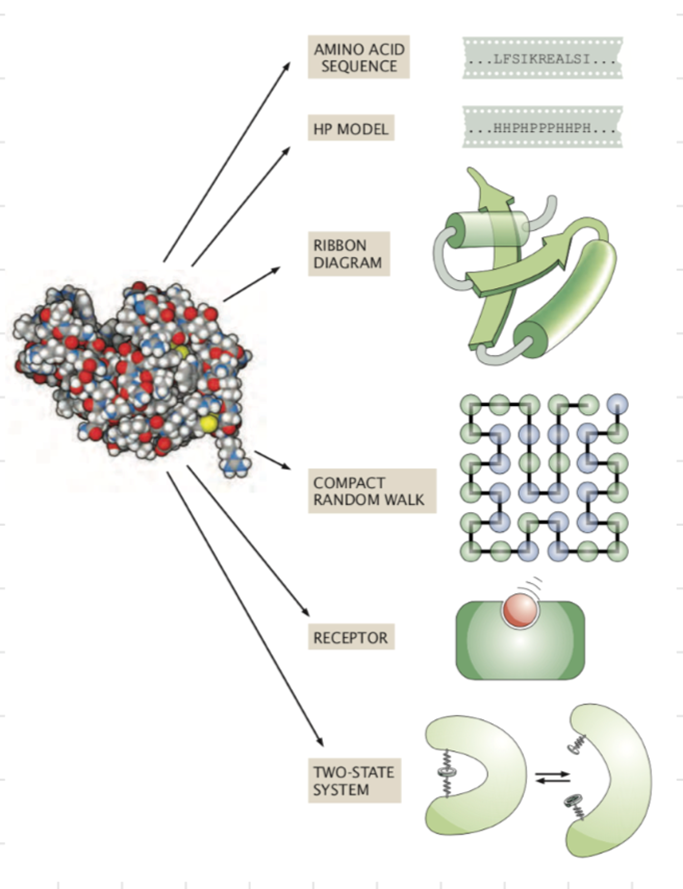 AMINO ACID
SEQUENCE
...LFSIKREALSI...
HP MODEL
...HHPHPPPHHPH...
RIBBON
DIAGRAM
COMPACT
RANDOM WALK
RECEPTOR
TWO-STATE
SYSTEM